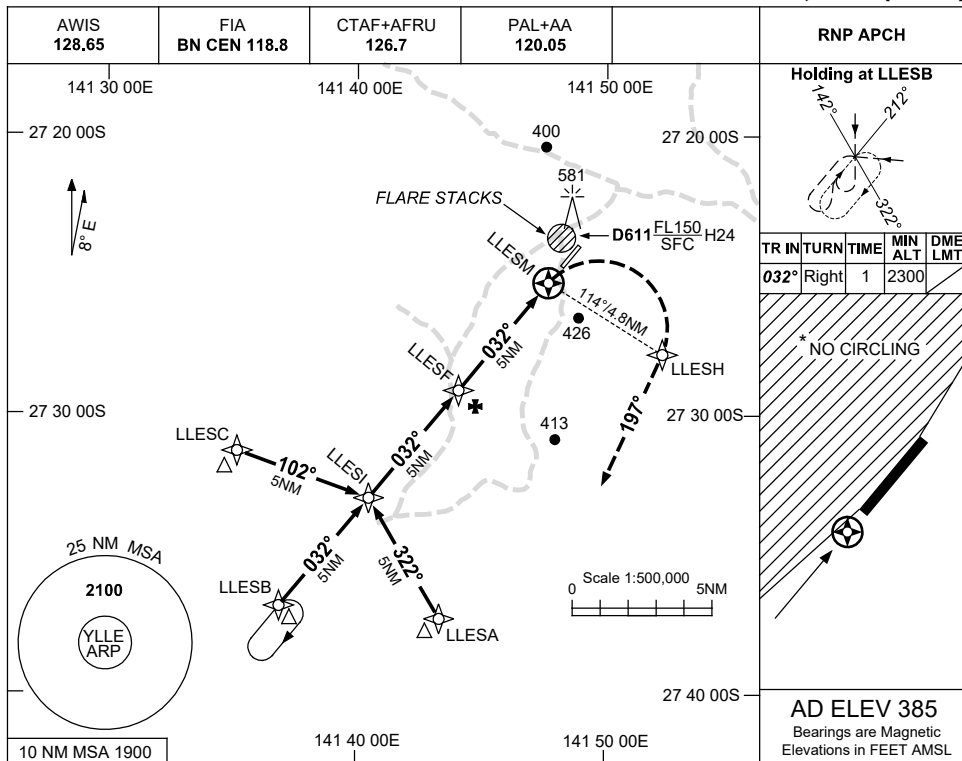 AWIS
128.65
FIA
BN CEN 118.8
CTAF+AFRU
126.7
PAL+AA
120.05
RNP APCH
141 30 00E
141 40 00E
141 50 00E
Holding at LLESB
142°
212°
322°
27 20 00S
27 20 00S
400
581
FLARE STACKS
D611 FL150 H24
SFC
8° E
LLESM
TR IN
TURN
TIME
MIN
ALT
DME
LMT
032°
Right
1
2300
114°/4.8NM
426
032°
5NM
LLESH
LLESF
* NO CIRCLING
197°
27 30 00S
27 30 00S
413
LLESC
102°
5NM
LLESI
032°
5NM
25 NM MSA
2100
YLLE
ARP
032°
5NM
322°
5NM
LLESB
LLESA
Scale 1:500,000
0
5NM
27 40 00S
10 NM MSA 1900
141 40 00E
141 50 00E
AD ELEV 385
Bearings are Magnetic
Elevations in FEET AMSL